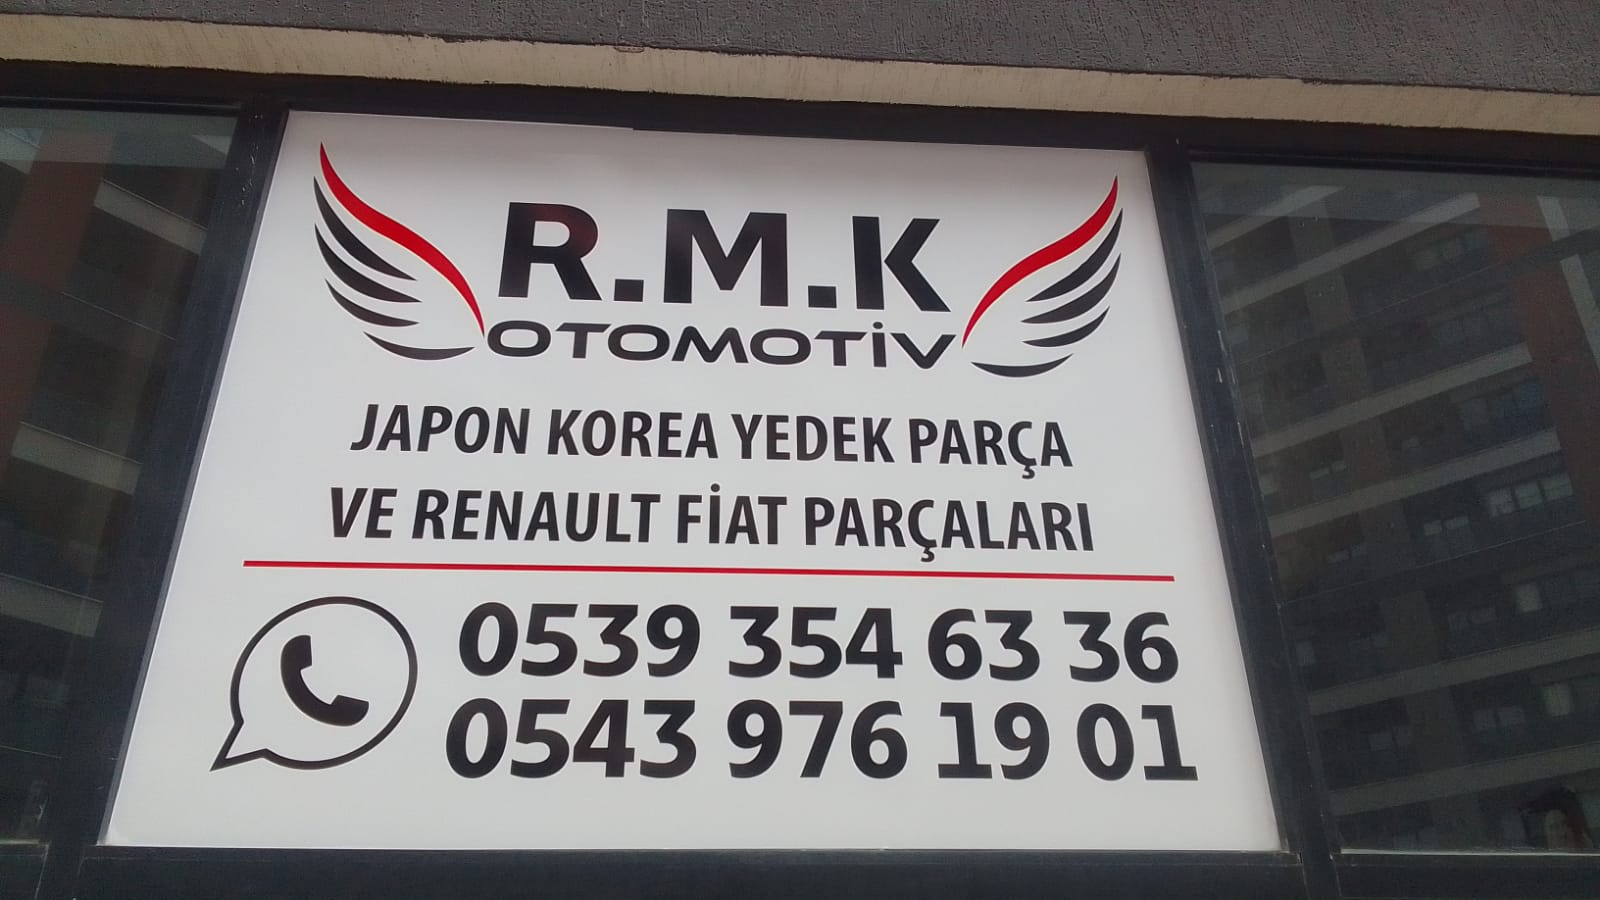 R.M.K
OTOMOTİV
JAPON KOREA YEDEK PARÇA
VE RENAULT FİAT PARÇALARI
0539 354 63 36
0543 976 19 01